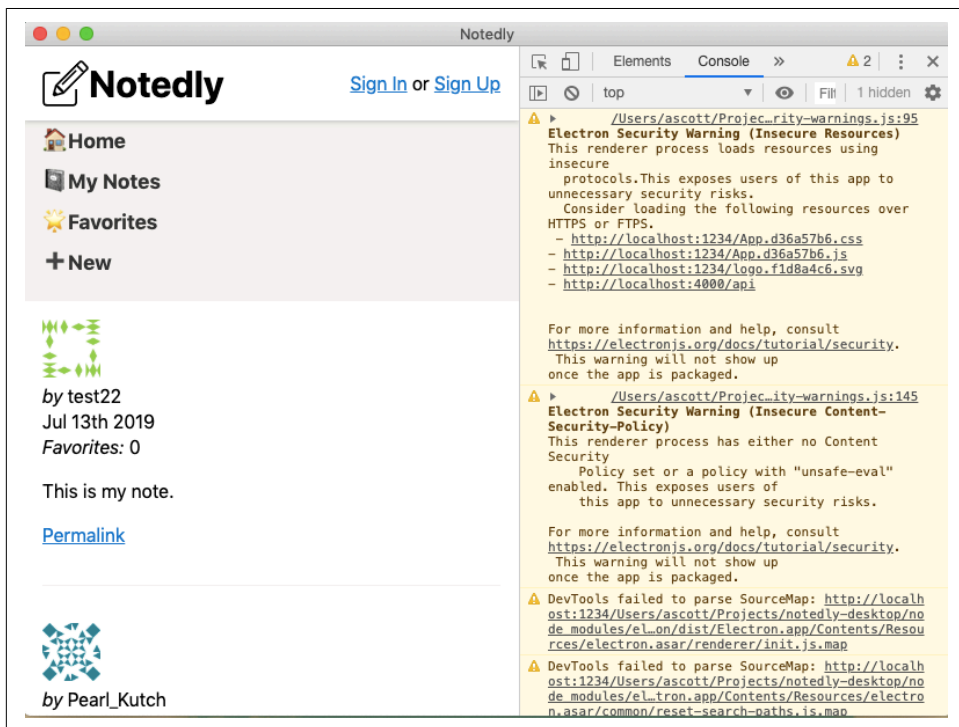 Notedly
Notedly
Sign In or Sign Up
Home
My Notes
Favorites
New
by test22
Jul 13th 2019
Favorites: 0
This is my note.
Permalink
by Pearl_Kutch
Elements Console » 2
top 1 hidden
/Users/ascott/Projec…rity-warnings.js:95
Electron Security Warning (Insecure Resources)
This renderer process loads resources using
insecure
protocols.This exposes users of this app to
unnecessary security risks.
Consider loading the following resources over
HTTPS or FTPS.
– http://localhost:1234/App.d36a57b6.css
– http://localhost:1234/App.d36a57b6.js
– http://localhost:1234/logo.f1d8a4c6.svg
– http://localhost:4000/api
For more information and help, consult
https://electronjs.org/docs/tutorial/security.
This warning will not show up
once the app is packaged.
/Users/ascott/Projec…ity-warnings.js:145
Electron Security Warning (Insecure Content-
Security-Policy)
This renderer process has either no Content
Security
Policy set or a policy with "unsafe-eval"
enabled. This exposes users of
this app to unnecessary security risks.
For more information and help, consult
https://electronjs.org/docs/tutorial/security.
This warning will not show up
once the app is packaged.
DevTools failed to parse SourceMap: http://localh
ost:1234/Users/ascott/Projects/notedly-desktop/no
de_modules/el…on/dist/Electron.app/Contents/Resou
rces/electron.asar/renderer/init.js.map
DevTools failed to parse SourceMap: http://localh
ost:1234/Users/ascott/Projects/notedly-desktop/no
de_modules/el…tron.app/Contents/Resources/electro
n.asar/common/reset-search-paths.js.map